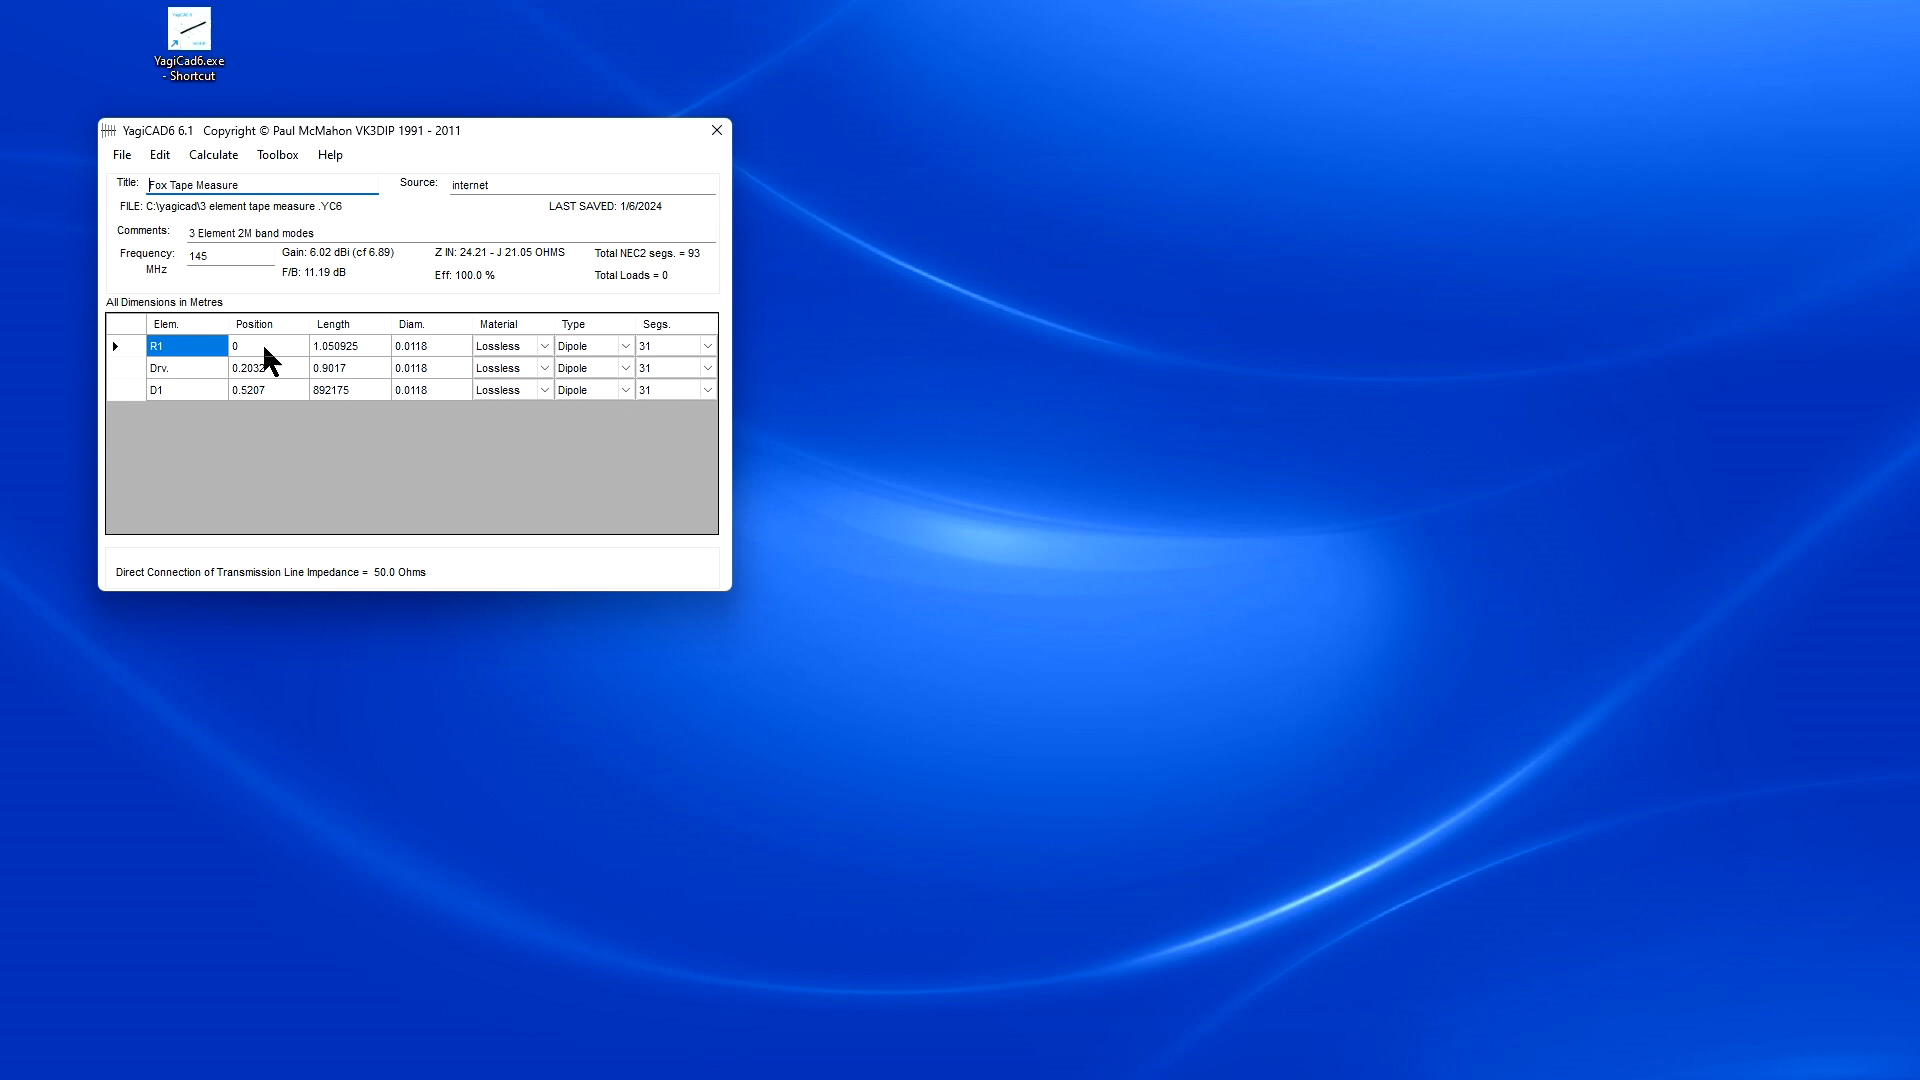 YagiCad6.exe
- Shortcut
YagiCAD6 6.1 Copyright © Paul McMahon VK3DIP 1991 - 2011
File Edit Calculate Toolbox Help
Title: Fox Tape Measure Source: internet
FILE: C:\yagicad\3 element tape measure .YC6 LAST SAVED: 1/6/2024
Comments: 3 Element 2M band modes
Frequency: 145 Gain: 6.02 dBi (cf 6.89) Z IN: 24.21 - J 21.05 OHMS Total NEC2 segs. = 93
MHz F/B: 11.19 dB Eff: 100.0 % Total Loads = 0
All Dimensions in Metres
Elem. Position Length Diam. Material Type Segs.
R1 0 1.050925 0.0118 Lossless Dipole 31
Drv. 0.2032 0.9017 0.0118 Lossless Dipole 31
D1 0.5207 892175 0.0118 Lossless Dipole 31
Direct Connection of Transmission Line Impedance = 50.0 Ohms